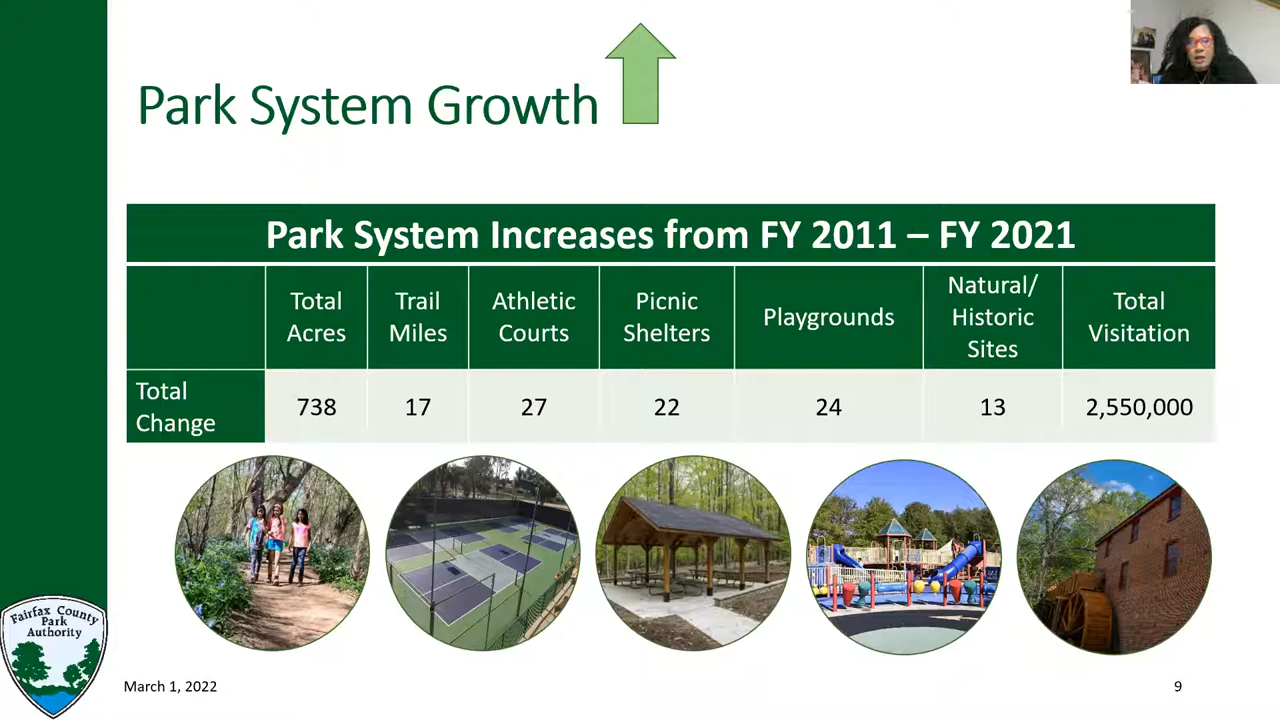 Park System Growth
Park System Increases from FY 2011 – FY 2021
Total
Acres
Trail
Miles
Athletic
Courts
Picnic
Shelters
Playgrounds
Natural/
Historic
Sites
Total
Visitation
Total
Change
738
17
27
22
24
13
2,550,000
Fairfax County
Park
Authority
March 1, 2022
9